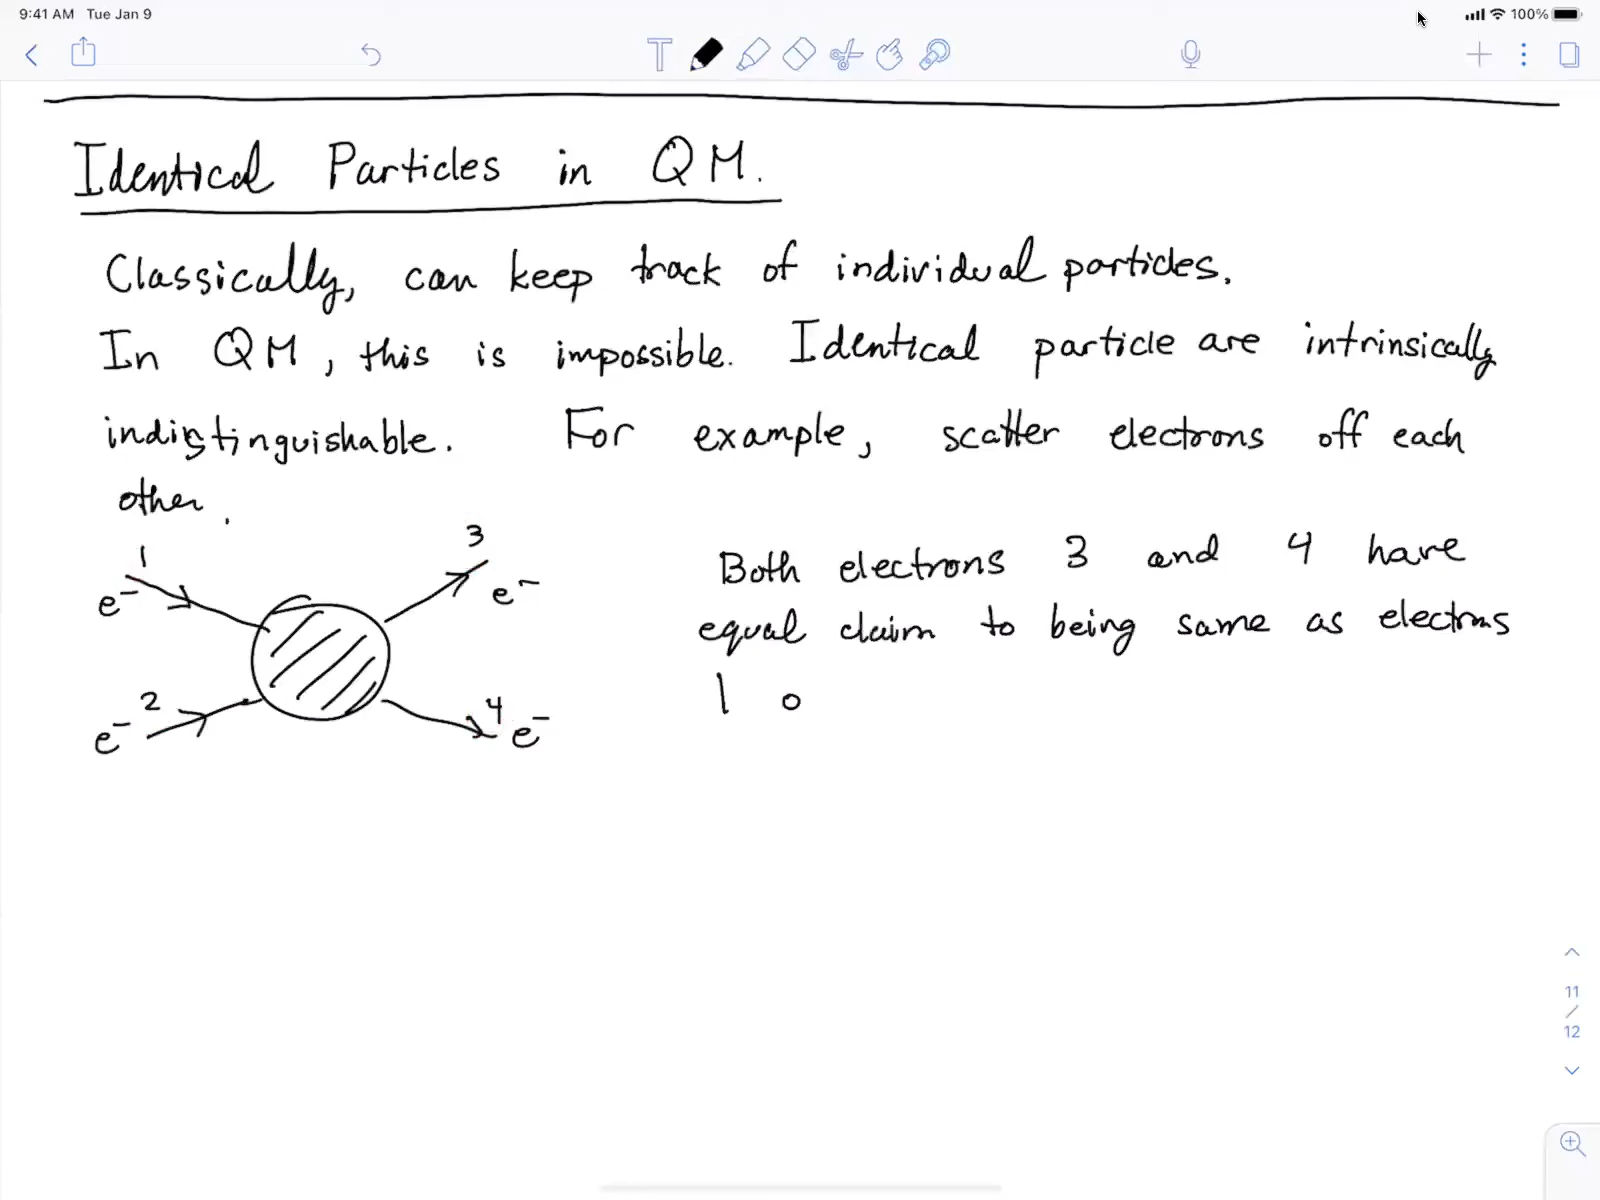 9:41 AM Tue Jan 9
100%
T
Identical Particles in QM.
Classically, can keep track of individual particles.
In QM, this is impossible. Identical particle are intrinsically
indistinguishable. For example, scatter electrons off each
other.
1
3
e⁻
e⁻
2
4
e⁻
e⁻
Both electrons 3 and 4 have
equal claim to being same as electrons
1 o
11
/
12